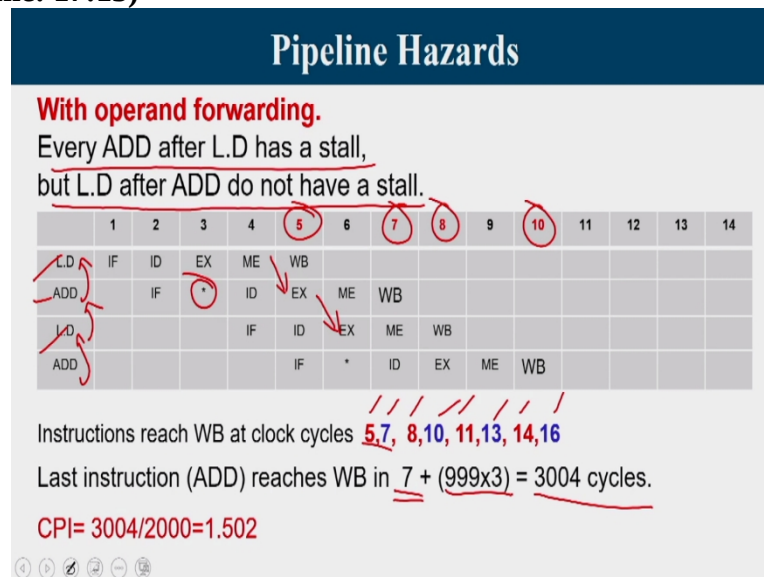 Pipeline Hazards
With operand forwarding.
Every ADD after L.D has a stall,
but L.D after ADD do not have a stall.
1 2 3 4 5 6 7 8 9 10 11 12 13 14
L.D IF ID EX ME WB
ADD IF * ID EX ME WB
L.D IF ID EX ME WB
ADD IF * ID EX ME WB
Instructions reach WB at clock cycles 5,7, 8,10, 11,13, 14,16
Last instruction (ADD) reaches WB in 7 + (999x3) = 3004 cycles.
CPI= 3004/2000=1.502